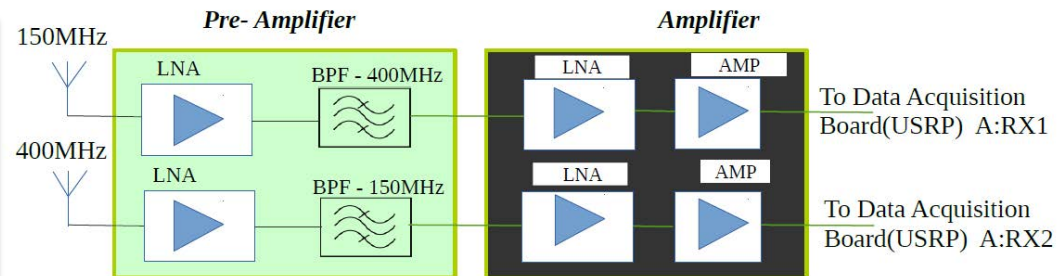 Pre- Amplifier
Amplifier
150MHz
LNA
BPF - 400MHz
LNA
AMP
To Data Acquisition
Board(USRP) A:RX1
400MHz
LNA
BPF - 150MHz
LNA
AMP
To Data Acquisition
Board(USRP) A:RX2